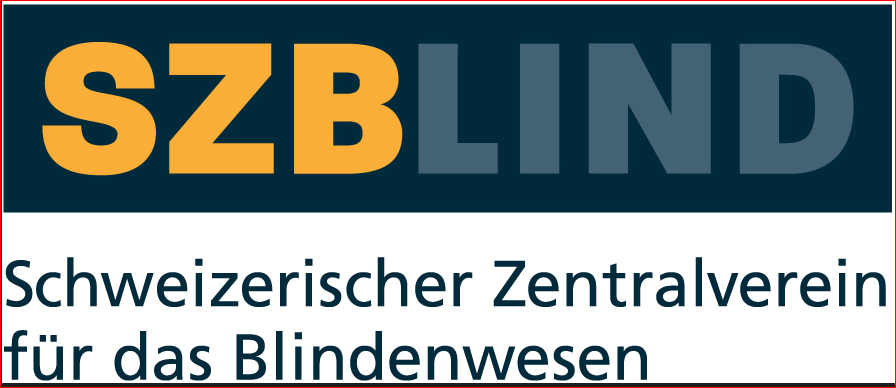 SZBLIND
Schweizerischer Zentralverein
für das Blindenwesen